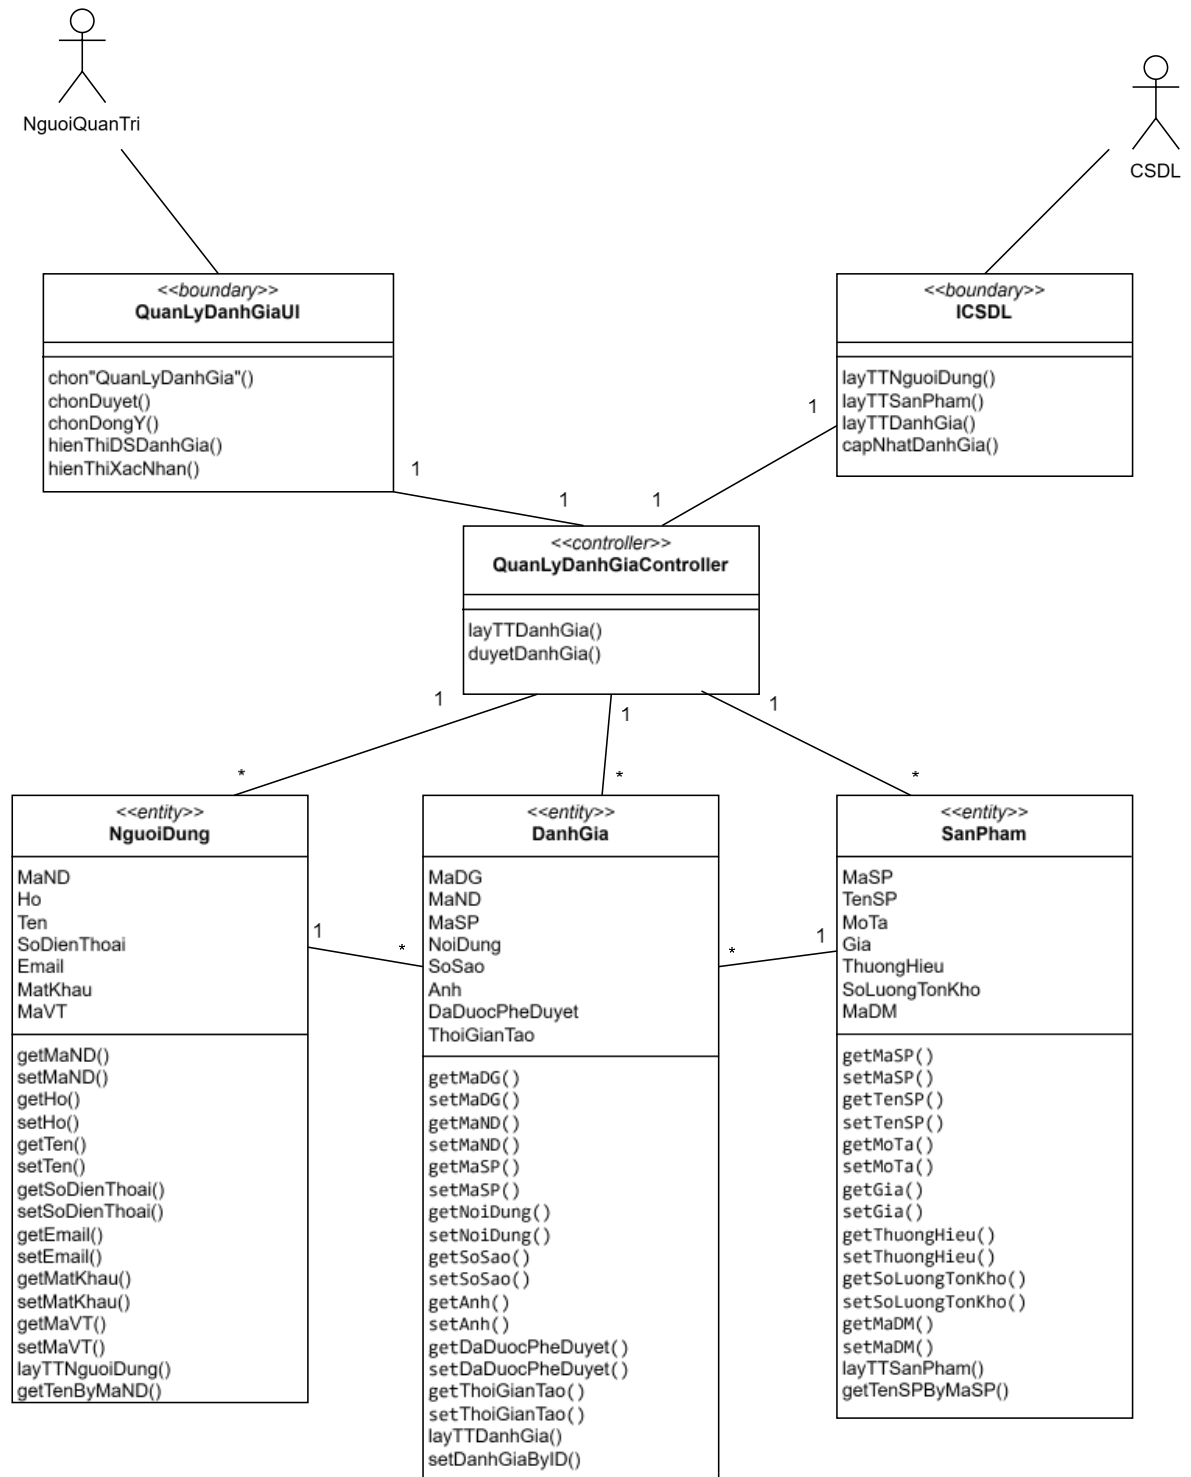 NguoiQuanTri
CSDL
<<boundary>>
QuanLyDanhGiaUI
chon"QuanLyDanhGia"()
chonDuyet()
chonDongY()
hienThiDSDanhGia()
hienThiXacNhan()
<<boundary>>
ICSDL
layTTNguoiDung()
layTTSanPham()
layTTDanhGia()
capNhatDanhGia()
1
1
1
1
<<controller>>
QuanLyDanhGiaController
layTTDanhGia()
duyetDanhGia()
1
1
1
*
*
*
<<entity>>
NguoiDung
MaND
Ho
Ten
SoDienThoai
Email
MatKhau
MaVT
getMaND()
setMaND()
getHo()
setHo()
getTen()
setTen()
getSoDienThoai()
setSoDienThoai()
getEmail()
setEmail()
getMatKhau()
setMatKhau()
getMaVT()
setMaVT()
layTTNguoiDung()
getTenByMaND()
1
*
<<entity>>
DanhGia
MaDG
MaND
MaSP
NoiDung
SoSao
Anh
DaDuocPheDuyet
ThoiGianTao
getMaDG()
setMaDG()
getMaND()
setMaND()
getMaSP()
setMaSP()
getNoiDung()
setNoiDung()
getSoSao()
setSoSao()
getAnh()
setAnh()
getDaDuocPheDuyet()
setDaDuocPheDuyet()
getThoiGianTao()
setThoiGianTao()
layTTDanhGia()
setDanhGiaByID()
*
1
<<entity>>
SanPham
MaSP
TenSP
MoTa
Gia
ThuongHieu
SoLuongTonKho
MaDM
getMaSP()
setMaSP()
getTenSP()
setTenSP()
getMoTa()
setMoTa()
getGia()
setGia()
getThuongHieu()
setThuongHieu()
getSoLuongTonKho()
setSoLuongTonKho()
getMaDM()
setMaDM()
layTTSanPham()
getTenSPByMaSP()